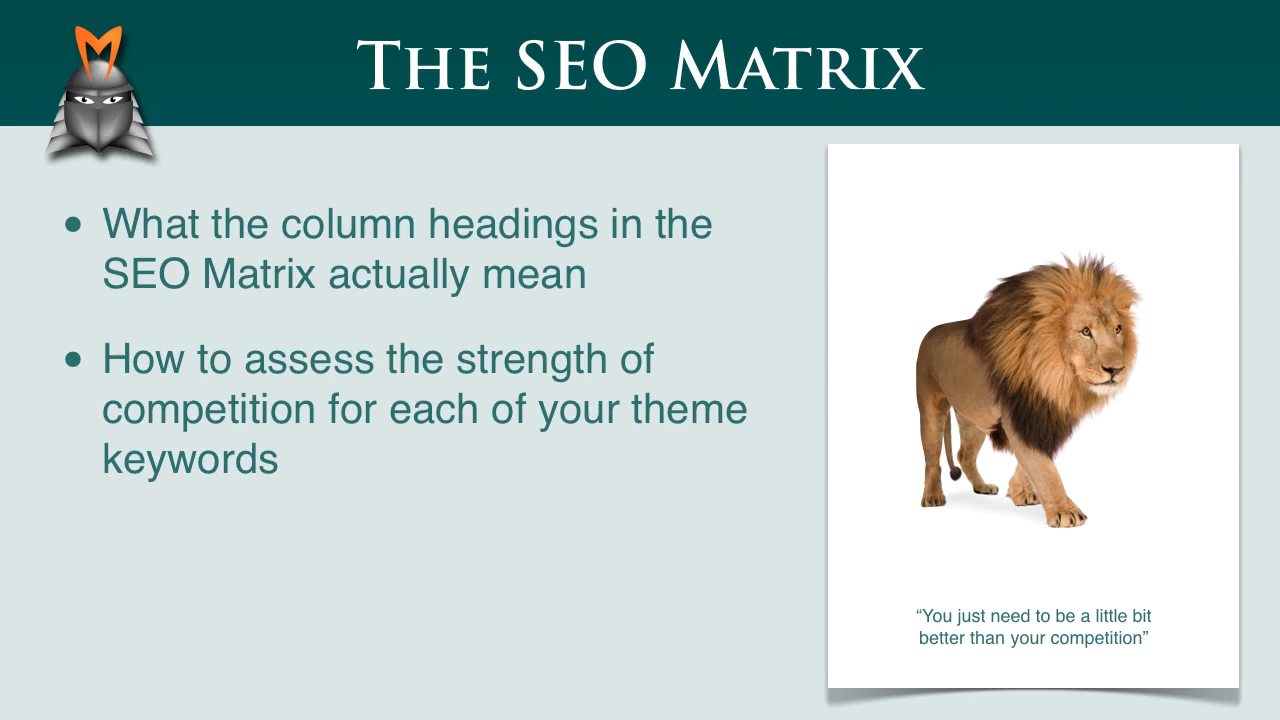 The SEO Matrix
• What the column headings in the
SEO Matrix actually mean
• How to assess the strength of
competition for each of your theme
keywords
“You just need to be a little bit
better than your competition”